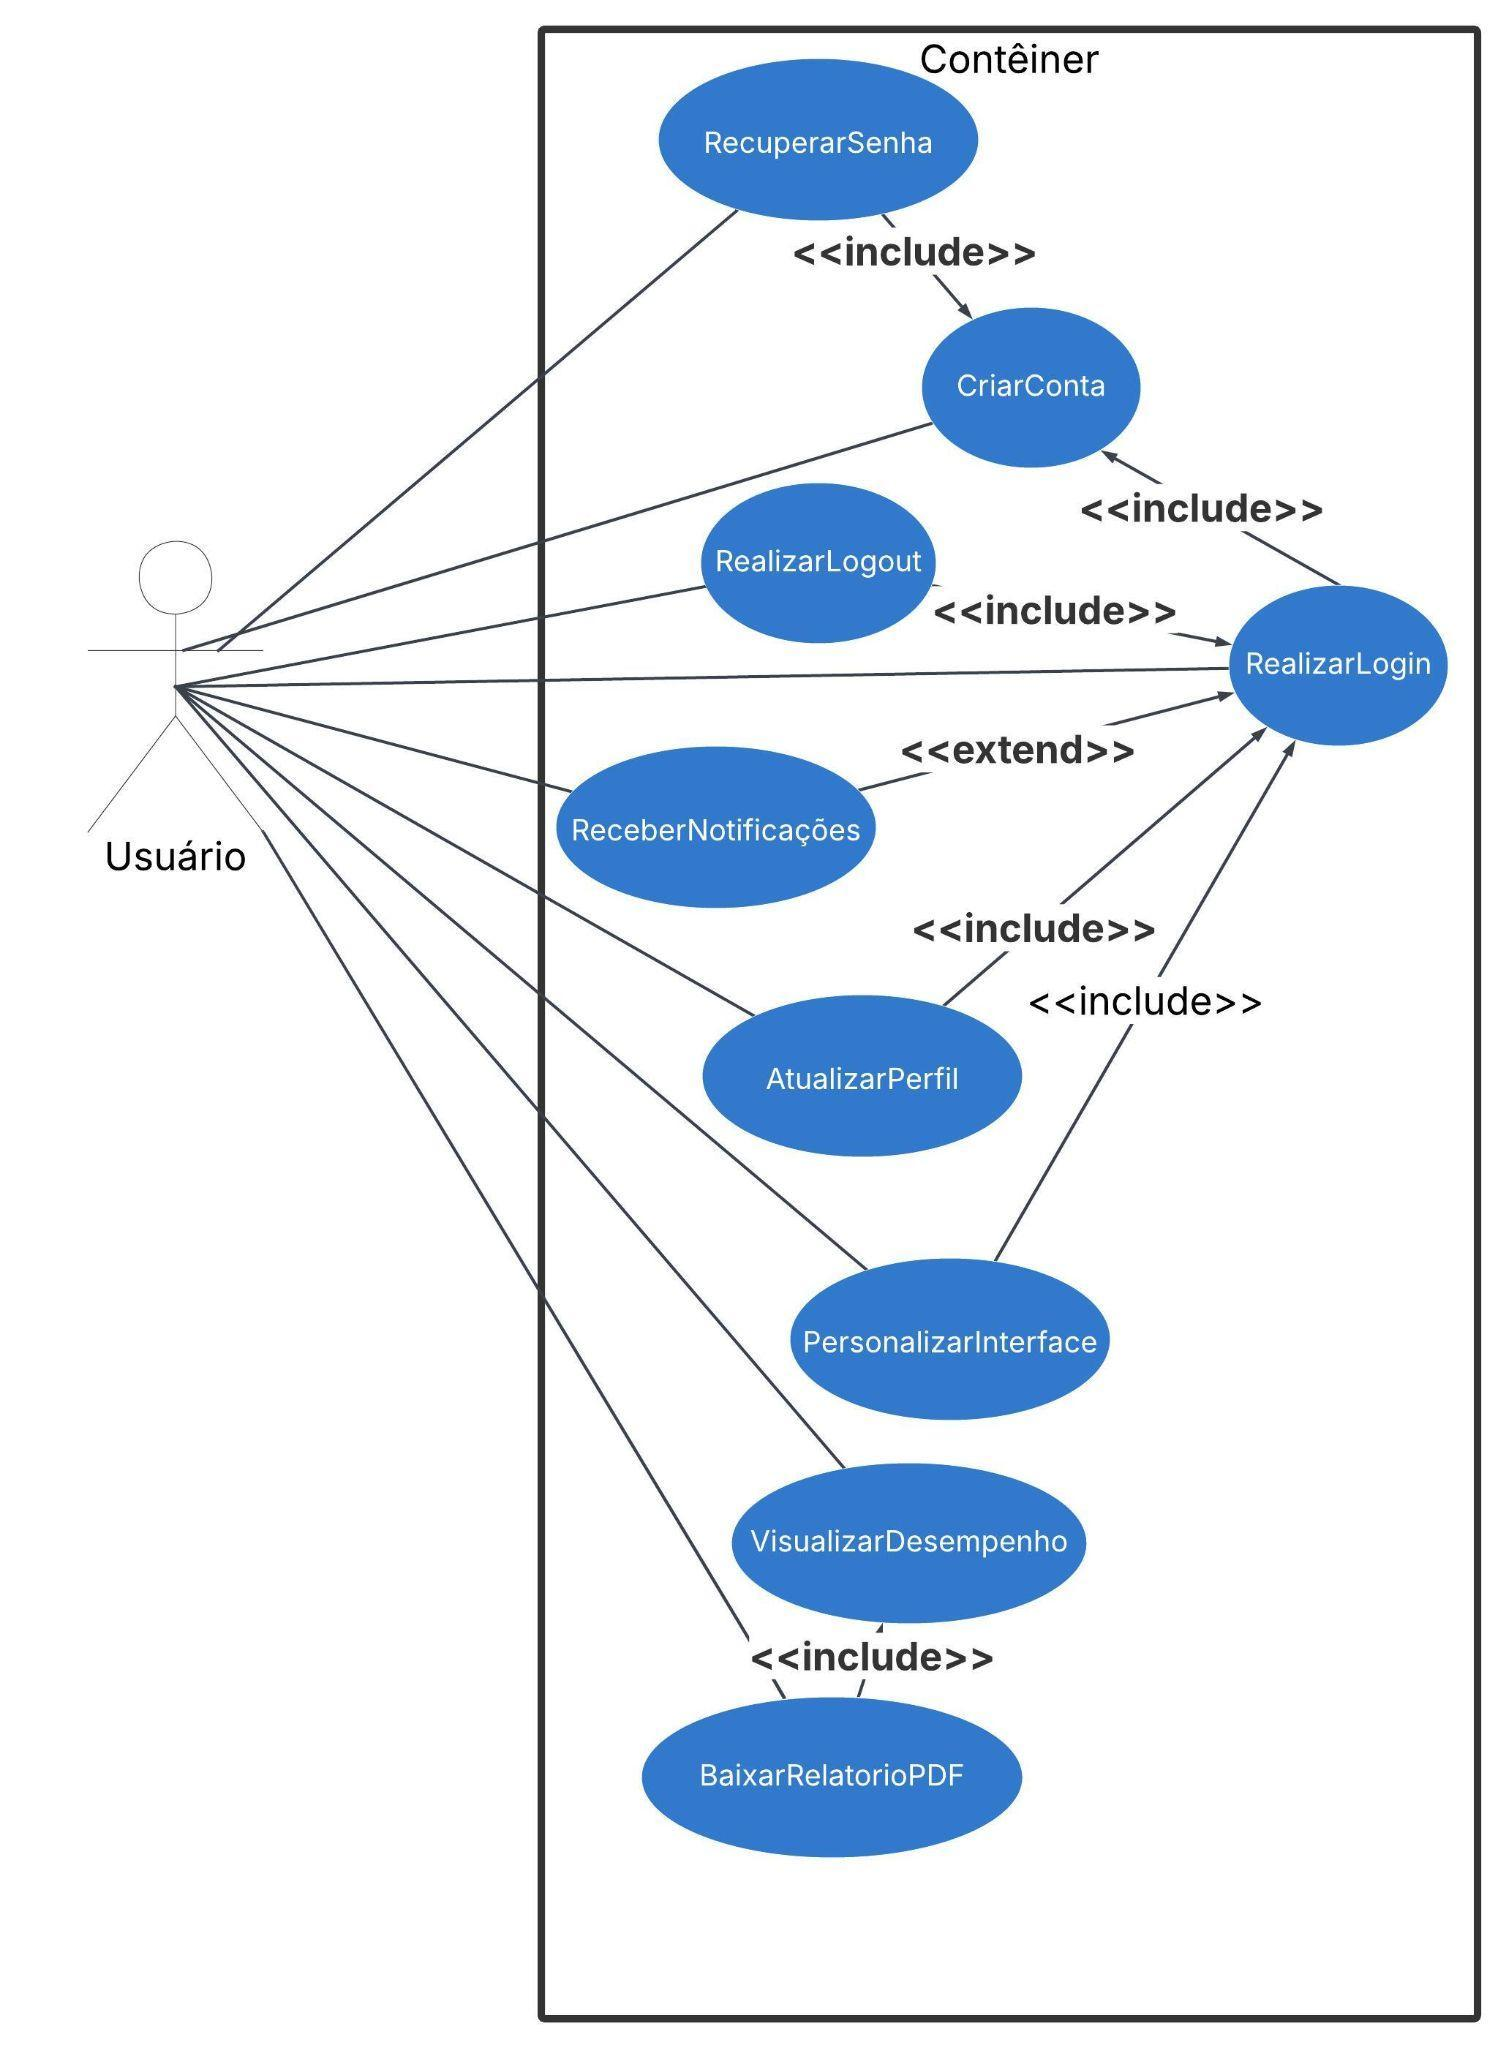 Contêiner
RecuperarSenha
<<include>>
CriarConta
<<include>>
RealizarLogout
<<include>>
RealizarLogin
<<extend>>
ReceberNotificações
Usuário
<<include>>
<<include>>
AtualizarPerfil
PersonalizarInterface
VisualizarDesempenho
<<include>>
BaixarRelatorioPDF